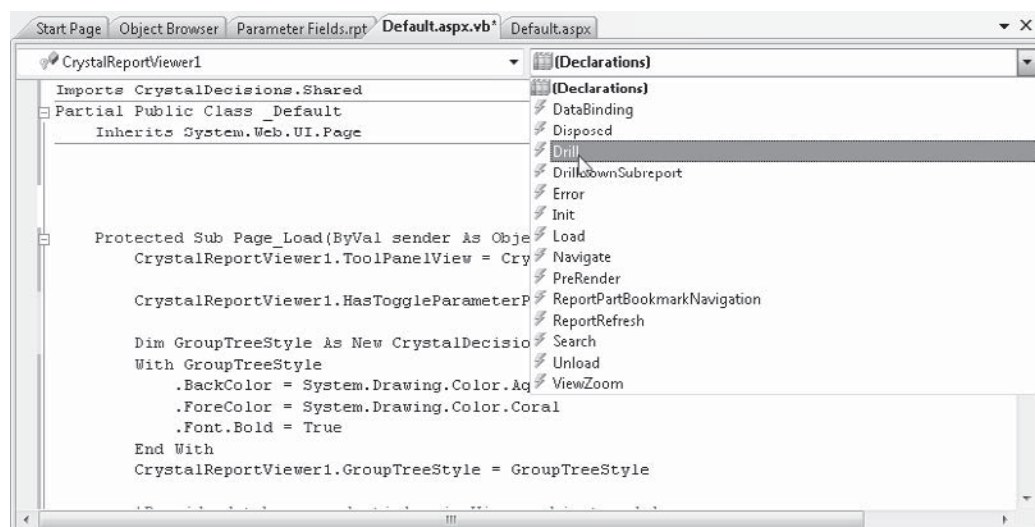 Start Page Object Browser Parameter Fields.rpt Default.aspx.vb* Default.aspx
CrystalReportViewer1 (Declarations)
Imports CrystalDecisions.Shared
Partial Public Class _Default
Inherits System.Web.UI.Page
Protected Sub Page_Load(ByVal sender As Obje
CrystalReportViewer1.ToolPanelView = Cry
CrystalReportViewer1.HasToggleParameterP
Dim GroupTreeStyle As New CrystalDecisio
With GroupTreeStyle
.BackColor = System.Drawing.Color.Aq
.ForeColor = System.Drawing.Color.Coral
.Font.Bold = True
End With
CrystalReportViewer1.GroupTreeStyle = GroupTreeStyle
(Declarations)
DataBinding
Disposed
Drill
DrillDownSubreport
Error
Init
Load
Navigate
PreRender
ReportPartBookmarkNavigation
ReportRefresh
Search
Unload
ViewZoom